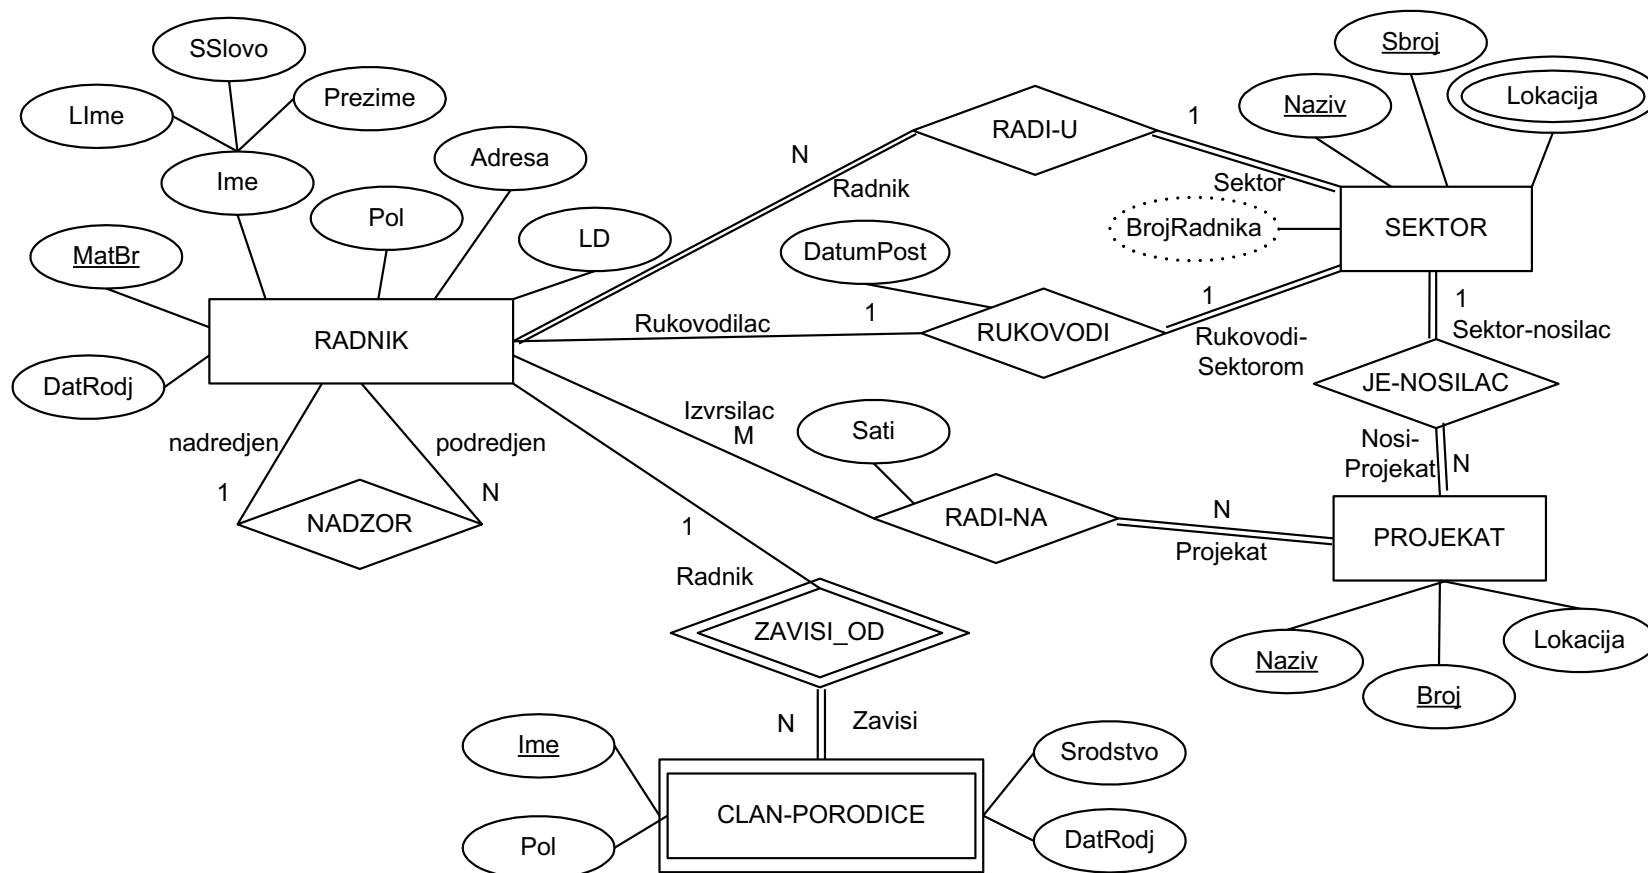 SSlovo
LIme
Prezime
Ime
Adresa
MatBr
Pol
LD
DatRodj
RADNIK
nadredjen
podredjen
1
N
NADZOR
N
Radnik
RADI-U
1
Sektor
Sbroj
Naziv
Lokacija
BrojRadnika
SEKTOR
DatumPost
Rukovodilac
1
RUKOVODI
1
Rukovodi-
Sektorom
1
Sektor-nosilac
JE-NOSILAC
Nosi-
Projekat
N
Izvrsilac
M
Sati
RADI-NA
N
Projekat
PROJEKAT
Naziv
Broj
Lokacija
1
Radnik
ZAVISI_OD
N
Zavisi
Ime
Pol
CLAN-PORODICE
Srodstvo
DatRodj